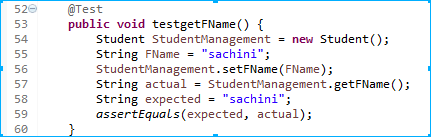 52 @Test
53 public void testgetFName() {
54 Student StudentManagement = new Student();
55 String FName = "sachini";
56 StudentManagement.setFName(FName);
57 String actual = StudentManagement.getFName();
58 String expected = "sachini";
59 assertEquals(expected, actual);
60 }